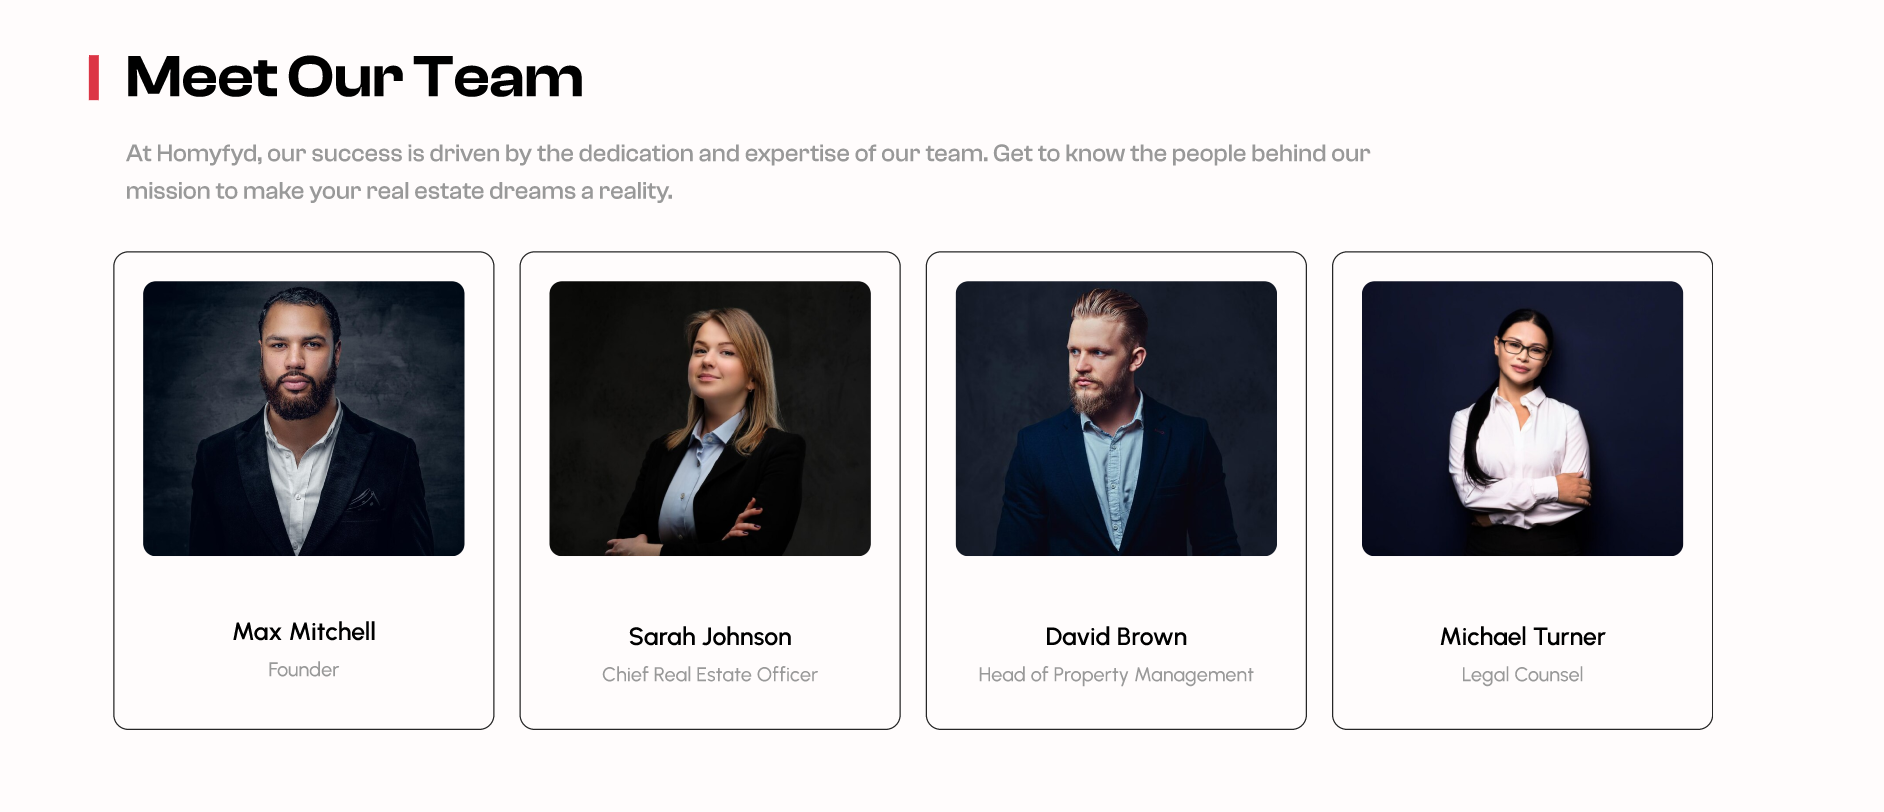 Meet Our Team
At Homyfyd, our success is driven by the dedication and expertise of our team. Get to know the people behind our
mission to make your real estate dreams a reality.
Max Mitchell
Founder
Sarah Johnson
Chief Real Estate Officer
David Brown
Head of Property Management
Michael Turner
Legal Counsel